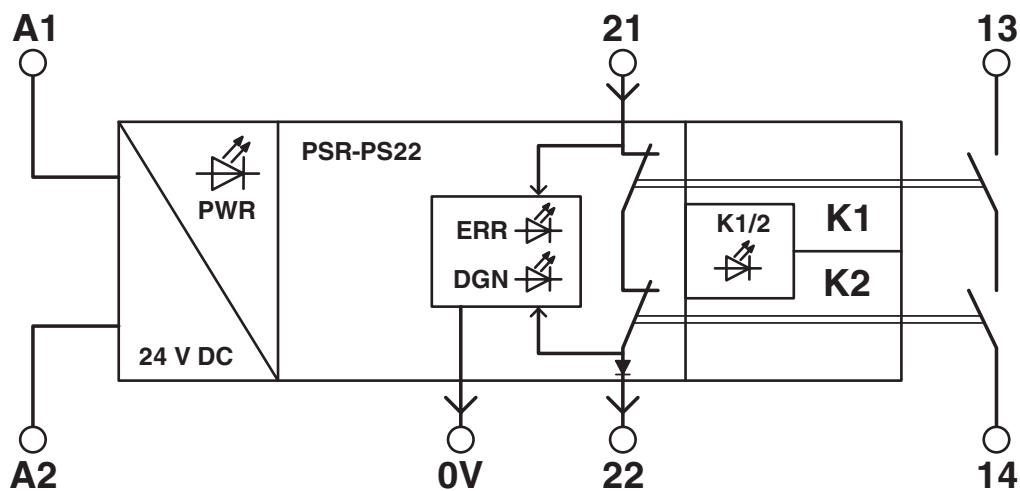 A1
21
13
PSR-PS22
PWR
ERR
DGN
K1/2
K1
K2
24 V DC
A2
0V
22
14